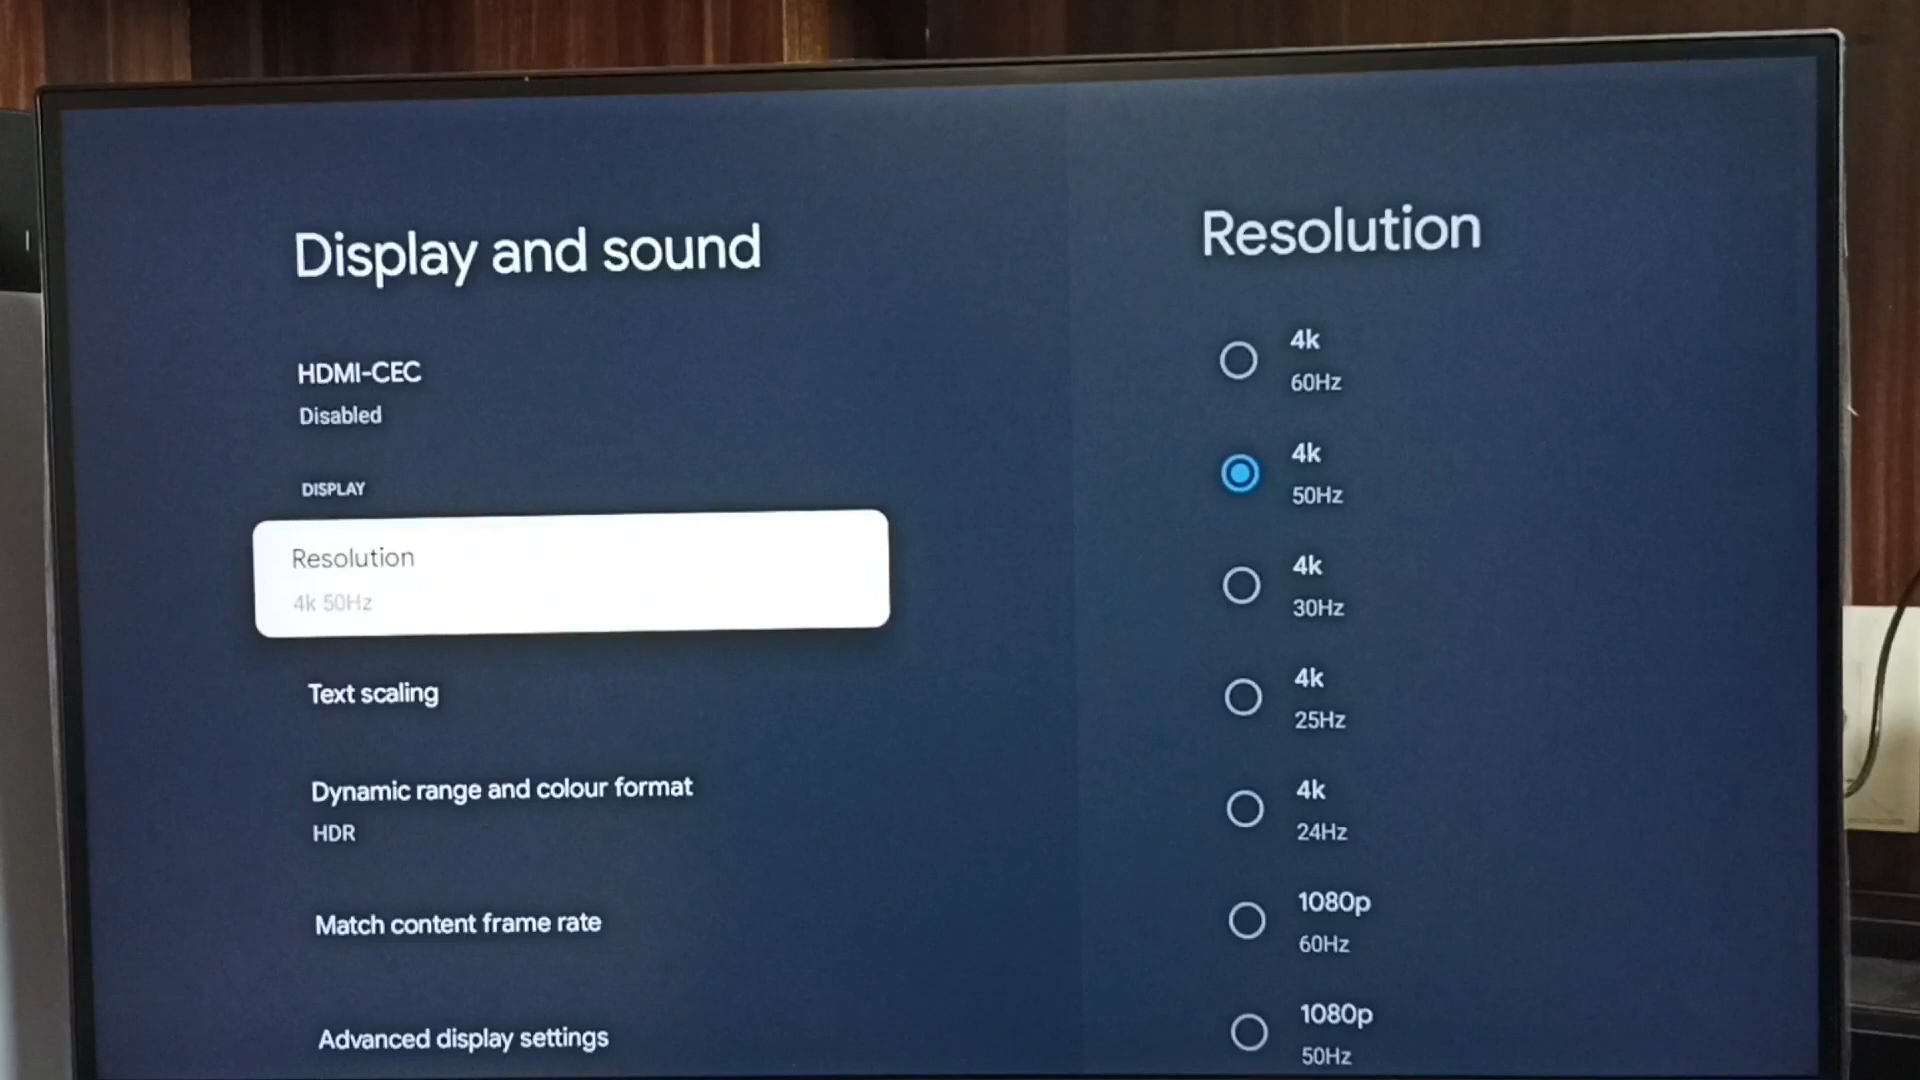 Display and sound
HDMI-CEC
Disabled
DISPLAY
Resolution
4k 50Hz
Text scaling
Dynamic range and colour format
HDR
Match content frame rate
Advanced display settings
Resolution
4k
60Hz
4k
50Hz
4k
30Hz
4k
25Hz
4k
24Hz
1080p
60Hz
1080p
50Hz